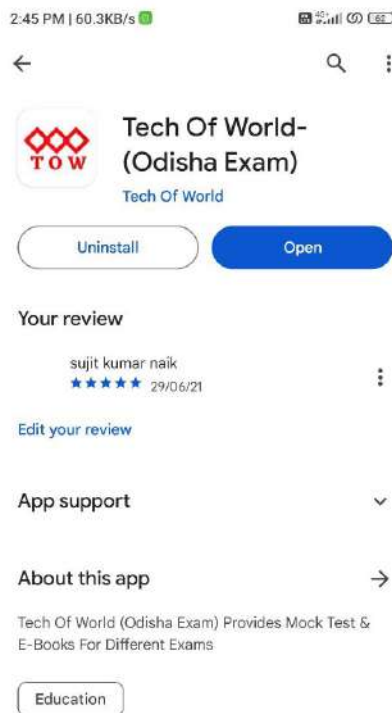 2:45 PM | 60.3KB/s
←
Tech Of World-
(Odisha Exam)
TOW
Tech Of World
Uninstall
Open
Your review
sujit kumar naik
★★★★★ 29/06/21
Edit your review
App support
About this app
→
Tech Of World (Odisha Exam) Provides Mock Test &
E-Books For Different Exams
Education